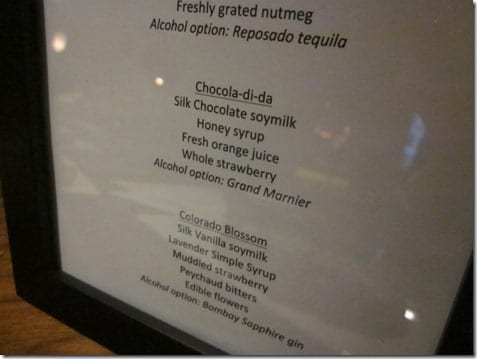 Freshly grated nutmeg
Alcohol option: Reposado tequila
Chocola-di-da
Silk Chocolate soymilk
Honey syrup
Fresh orange juice
Whole strawberry
Alcohol option: Grand Marnier
Colorado Blossom
Silk Vanilla soymilk
Lavender Simple Syrup
Muddled strawberry
Peychaud bitters
Edible flowers
Alcohol option: Bombay Sapphire gin